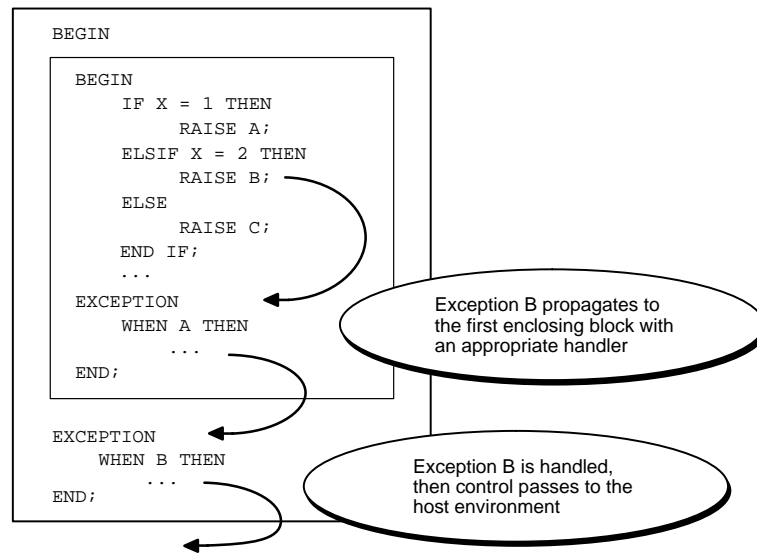 BEGIN
BEGIN
IF X = 1 THEN
RAISE A;
ELSIF X = 2 THEN
RAISE B;
ELSE
RAISE C;
END IF;
...
EXCEPTION
WHEN A THEN
...
END;
Exception B propagates to
the first enclosing block with
an appropriate handler
EXCEPTION
WHEN B THEN
...
END;
Exception B is handled,
then control passes to the
host environment